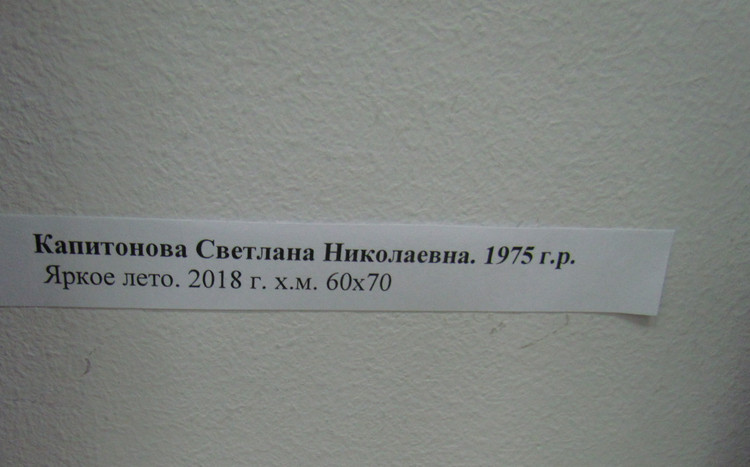 Капитонова Светлана Николаевна. 1975 г.р.
Яркое лето. 2018 г. х.м. 60х70